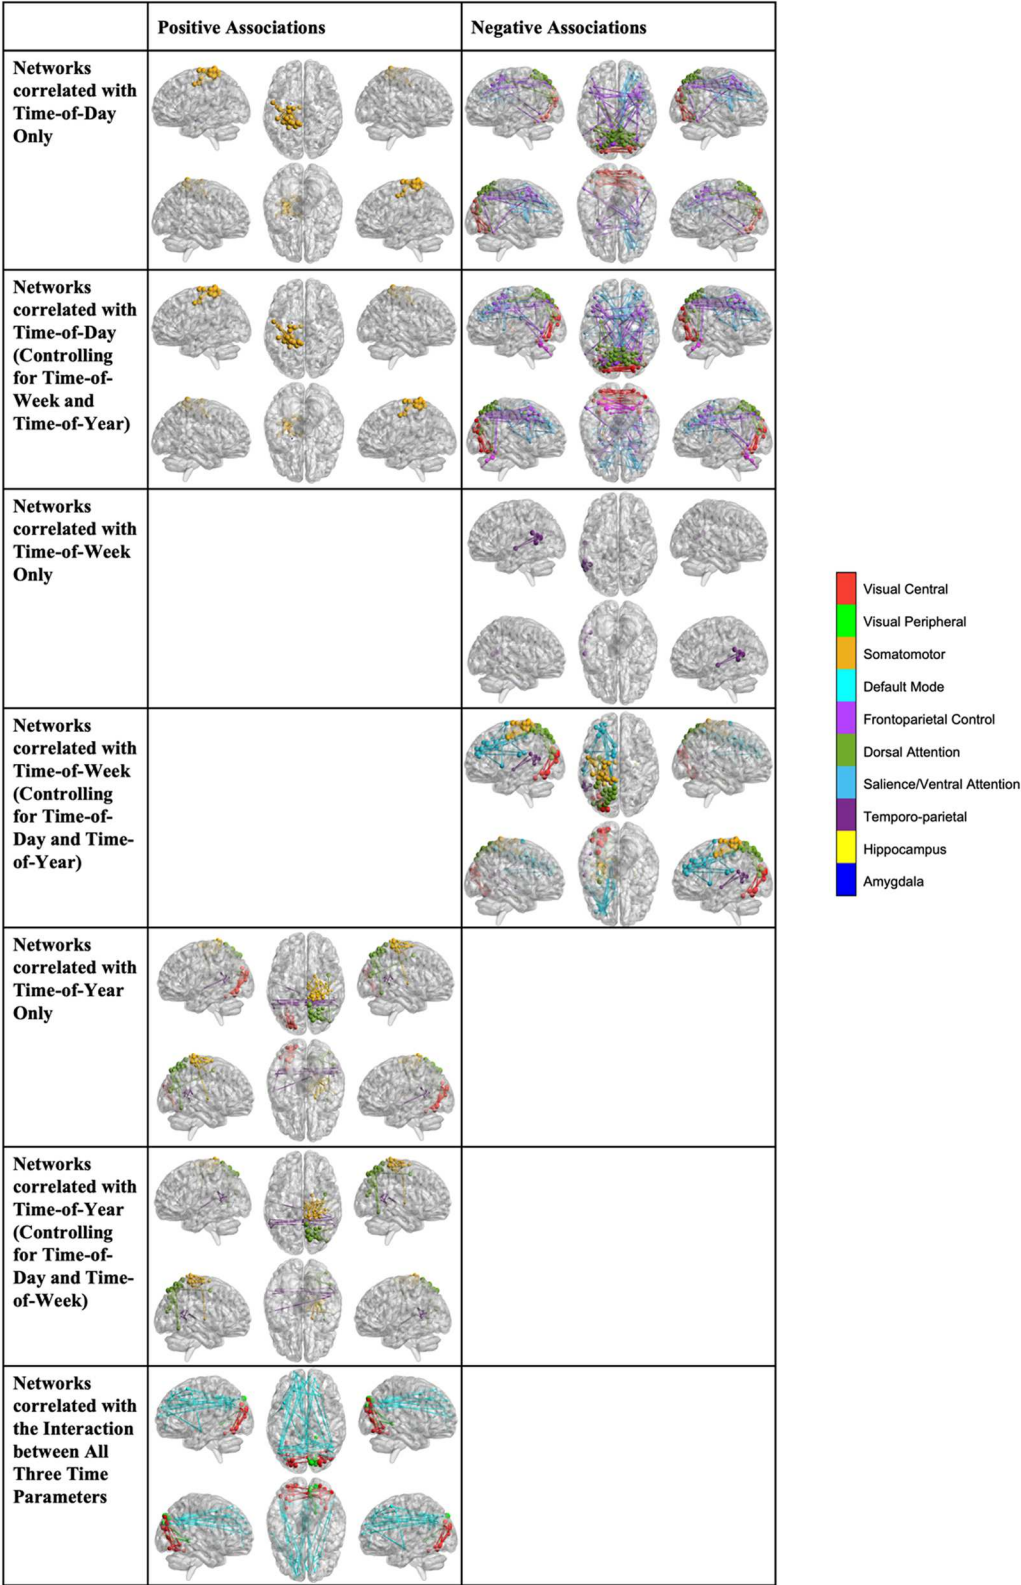 Positive Associations
Negative Associations
Networks
correlated with
Time-of-Day
Only
Networks
correlated with
Time-of-Day
(Controlling
for Time-of-
Week and
Time-of-Year)
Networks
correlated with
Time-of-Week
Only
Networks
correlated with
Time-of-Week
(Controlling
for Time-of-
Day and Time-
of-Year)
Networks
correlated with
Time-of-Year
Only
Networks
correlated with
Time-of-Year
(Controlling
for Time-of-
Day and Time-
of-Week)
Networks
correlated with
the Interaction
between All
Three Time
Parameters
Visual Central
Visual Peripheral
Somatomotor
Default Mode
Frontoparietal Control
Dorsal Attention
Salience/Ventral Attention
Temporo-parietal
Hippocampus
Amygdala